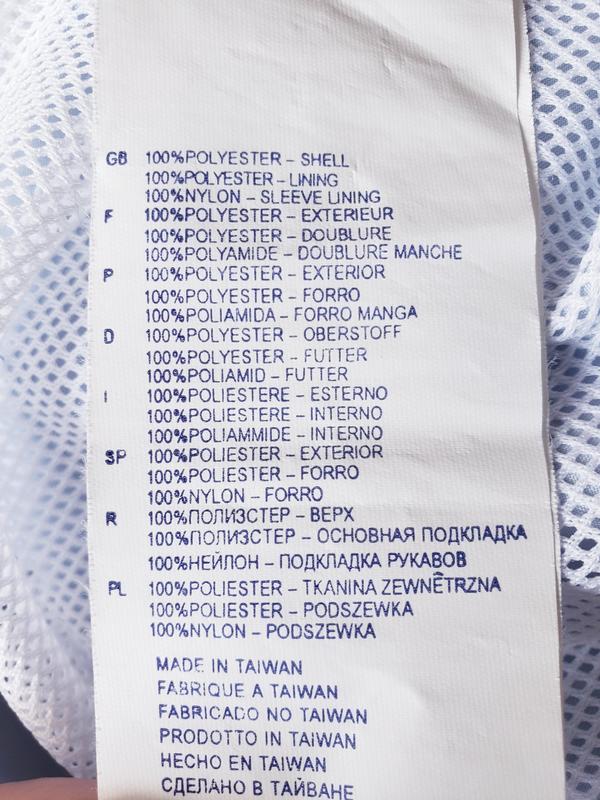 GB 100%POLYESTER – SHELL
100%POLYESTER – LINING
100%NYLON – SLEEVE LINING
F 100%POLYESTER – EXTERIEUR
100%POLYESTER – DOUBLURE
100%POLYAMIDE – DOUBLURE MANCHE
P 100%POLYESTER – EXTERIOR
100%POLYESTER – FORRO
100%POLIAMIDA – FORRO MANGA
D 100%POLYESTER – OBERSTOFF
100%POLYESTER – FUTTER
100%POLIAMID – FUTTER
I 100%POLIESTERE – ESTERNO
100%POLIESTERE – INTERNO
100%POLIAMMIDE – INTERNO
SP 100%POLIESTER – EXTERIOR
100%POLIESTER – FORRO
100%NYLON – FORRO
R 100%ПОЛИЗСТЕР – ВЕРХ
100%ПОЛИЗСТЕР – ОСНОВНАЯ ПОДКЛАДКА
100%НЕЙЛОН – ПОДКЛАДКА РУКАВОВ
PL 100%POLIESTER – TKANINA ZEWNÊTRZNA
100%POLIESTER – PODSZEWKA
100%NYLON – PODSZEWKA
MADE IN TAIWAN
FABRIQUE A TAIWAN
FABRICADO NO TAIWAN
PRODOTTO IN TAIWAN
HECHO EN TAIWAN
СДЕЛАНО В ТАЙВАНЕ